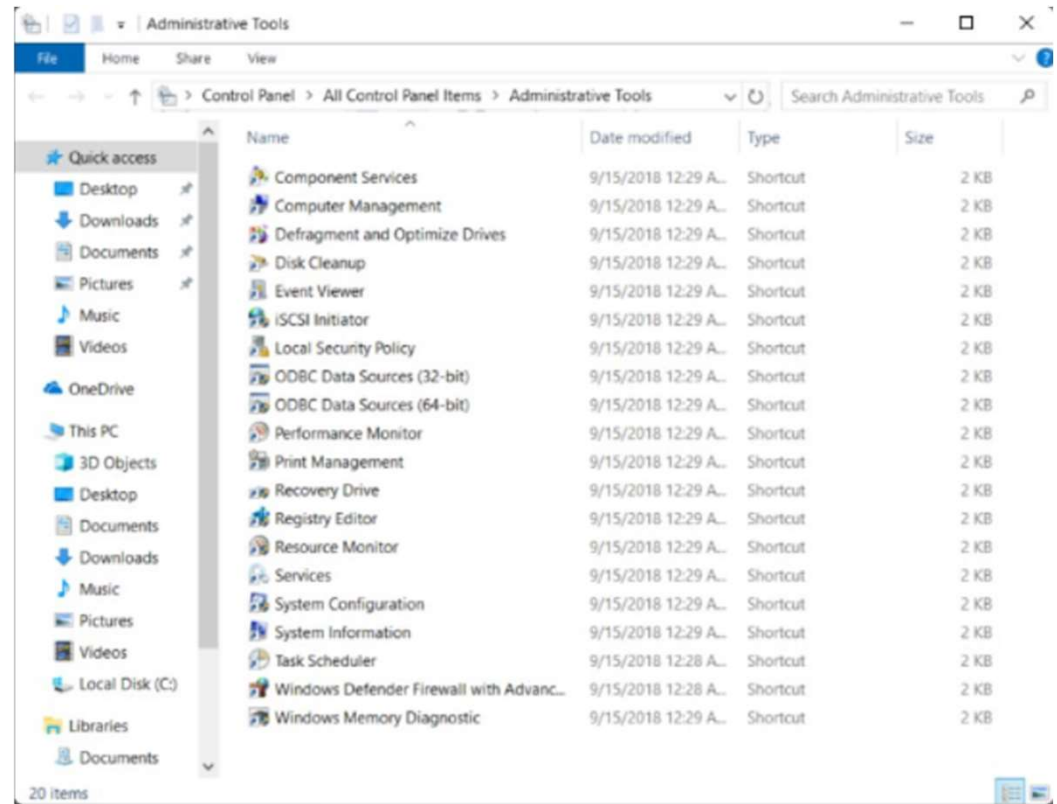 Administrative Tools
File Home Share View
Control Panel > All Control Panel Items > Administrative Tools
Search Administrative Tools
Quick access
Desktop
Downloads
Documents
Pictures
Music
Videos
OneDrive
This PC
3D Objects
Desktop
Documents
Downloads
Music
Pictures
Videos
Local Disk (C:)
Libraries
Documents
Name Date modified Type Size
Component Services 9/15/2018 12:29 A... Shortcut 2 KB
Computer Management 9/15/2018 12:29 A... Shortcut 2 KB
Defragment and Optimize Drives 9/15/2018 12:29 A... Shortcut 2 KB
Disk Cleanup 9/15/2018 12:29 A... Shortcut 2 KB
Event Viewer 9/15/2018 12:29 A... Shortcut 2 KB
iSCSI Initiator 9/15/2018 12:29 A... Shortcut 2 KB
Local Security Policy 9/15/2018 12:29 A... Shortcut 2 KB
ODBC Data Sources (32-bit) 9/15/2018 12:29 A... Shortcut 2 KB
ODBC Data Sources (64-bit) 9/15/2018 12:29 A... Shortcut 2 KB
Performance Monitor 9/15/2018 12:29 A... Shortcut 2 KB
Print Management 9/15/2018 12:29 A... Shortcut 2 KB
Recovery Drive 9/15/2018 12:29 A... Shortcut 2 KB
Registry Editor 9/15/2018 12:29 A... Shortcut 2 KB
Resource Monitor 9/15/2018 12:29 A... Shortcut 2 KB
Services 9/15/2018 12:29 A... Shortcut 2 KB
System Configuration 9/15/2018 12:29 A... Shortcut 2 KB
System Information 9/15/2018 12:29 A... Shortcut 2 KB
Task Scheduler 9/15/2018 12:28 A... Shortcut 2 KB
Windows Defender Firewall with Advanc... 9/15/2018 12:28 A... Shortcut 2 KB
Windows Memory Diagnostic 9/15/2018 12:29 A... Shortcut 2 KB
20 items